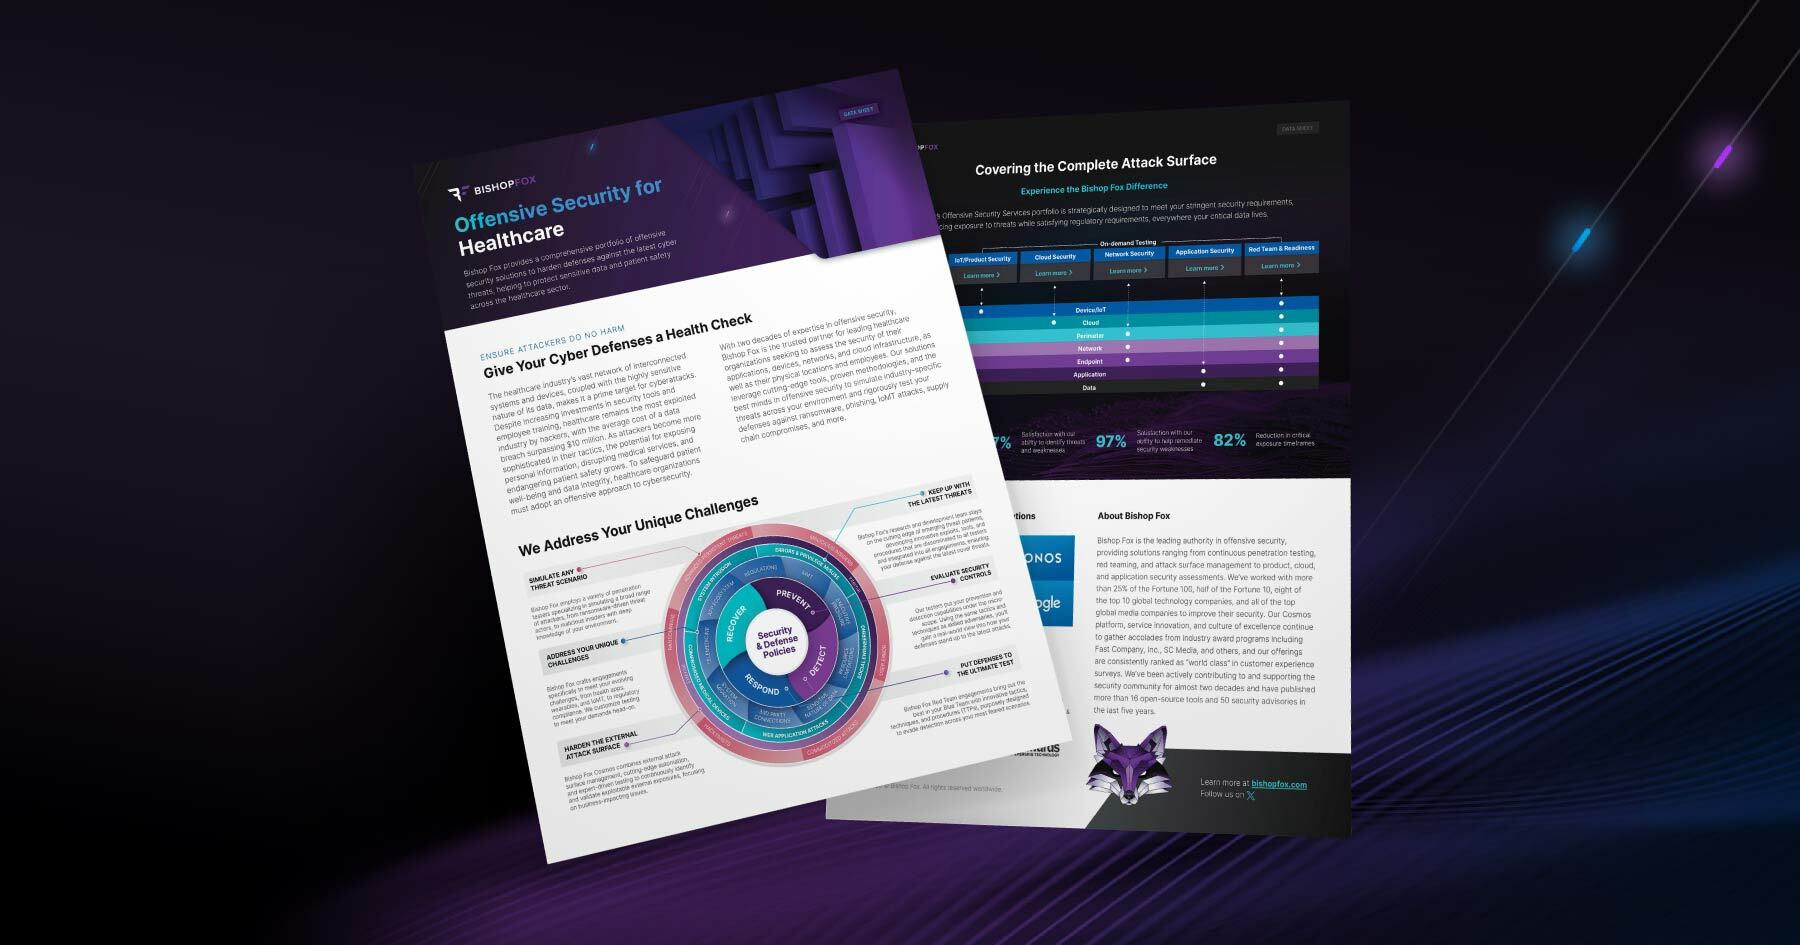 DATA SHEET
BISHOPFOX
Offensive Security for
Healthcare
Bishop Fox provides a comprehensive portfolio of offensive
security solutions to harden defenses against the latest cyber
threats, helping to protect sensitive data and patient safety
across the healthcare sector.
ENSURE ATTACKERS DO NO HARM
Give Your Cyber Defenses a Health Check
The healthcare industry's vast network of interconnected
systems and devices, coupled with the highly sensitive
nature of its data, makes it a prime target for cyberattacks.
Despite increasing investments in security tools and
employee training, healthcare remains the most exploited
industry by hackers, with the average cost of a data
breach surpassing $10 million. As attackers become more
sophisticated in their tactics, the potential for exposing
personal information, disrupting medical services, and
endangering patient safety grows. To safeguard patient
well-being and data integrity, healthcare organizations
must adopt an offensive approach to cybersecurity.
With two decades of expertise in offensive security,
Bishop Fox is the trusted partner for leading healthcare
organizations seeking to assess the security of their
applications, devices, networks, and cloud infrastructure, as
well as their physical locations and employees. Our solutions
leverage cutting-edge tools, proven methodologies, and the
best minds in offensive security to simulate industry-specific
threats across your environment and rigorously test your
defenses against ransomware, phishing, IoMT attacks, supply
chain compromises, and more.
We Address Your Unique Challenges
SIMULATE ANY
THREAT SCENARIO
Bishop Fox employs a variety of penetration
testers specializing in simulating a broad range
of attackers, from ransomware-driven threat
actors, to malicious insiders with deep
knowledge of your environment.
ADDRESS YOUR UNIQUE
CHALLENGES
Bishop Fox crafts engagements
specifically to meet your evolving
challenges, from health apps,
wearables, and IoMT, to regulatory
compliance. We customize testing
to meet your demands head-on.
HARDEN THE EXTERNAL
ATTACK SURFACE
Bishop Fox Cosmos combines external attack
surface management, cutting-edge automation,
and expert-driven testing to continuously identify
and validate exploitable external exposures, focusing
on business-impacting issues.
Security
& Defense
Policies
PREVENT
DETECT
RESPOND
RECOVER
REGULATIONS
TELEMEDICINE
SYSTEM
3RD PARTY
CONNECTIONS
SYSTEM INTRUSION
ERRORS & PRIVILEGE MISUSE
WEB APPLICATION ATTACKS
COMPROMISED MEDICAL DEVICES
HACKTIVISTS
KEEP UP WITH
THE LATEST THREATS
Bishop Fox's research and development team stays
on the cutting edge of emerging threat patterns,
developing innovative exploits, tools, and
procedures that are disseminated to all testers
and integrated into all engagements, ensuring
your defense against the latest novel threats.
EVALUATE SECURITY
CONTROLS
Our testers put your prevention and
detection capabilities under the micro-
scope. Using the same tactics and
techniques as skilled adversaries, you'll
gain a real-world view into how your
defenses stand up to the latest attacks.
PUT DEFENSES TO
THE ULTIMATE TEST
Bishop Fox Red Team engagements bring out the
best in your Blue Team with innovative tactics,
techniques, and procedures (TTPs), purposely designed
to evade detection across your most feared scenarios.
DATA SHEET
FOX
Covering the Complete Attack Surface
Experience the Bishop Fox Difference
Offensive Security Services portfolio is strategically designed to meet your stringent security requirements,
exposure to threats while satisfying regulatory requirements, everywhere your critical data lives.
On-demand Testing
IoT/Product Security Cloud Security Network Security Application Security Red Team & Readiness
Learn more Learn more Learn more Learn more Learn more
Device/IoT
Cloud
Perimeter
Network
Endpoint
Application
Data
7% Satisfaction with our
ability to identify threats
and weaknesses
97% Satisfaction with our
ability to help remediate
security weaknesses
82% Reduction in critical
exposure timeframes
ONOS
ogle
About Bishop Fox
Bishop Fox is the leading authority in offensive security,
providing solutions ranging from continuous penetration testing,
red teaming, and attack surface management to product, cloud,
and application security assessments. We've worked with more
than 25% of the Fortune 100, half of the Fortune 10, eight of
the top 10 global technology companies, and all of the top
global media companies to improve their security. Our Cosmos
platform, service innovation, and culture of excellence continue
to gather accolades from industry award programs including
Fast Company, Inc., SC Media, and others, and our offerings
are consistently ranked as "world class" in customer experience
surveys. We've been actively contributing to and supporting the
security community for almost two decades and have published
more than 16 open-source tools and 50 security advisories in
the last five years.
Bishop Fox. All rights reserved worldwide.
Learn more at bishopfox.com
Follow us on X